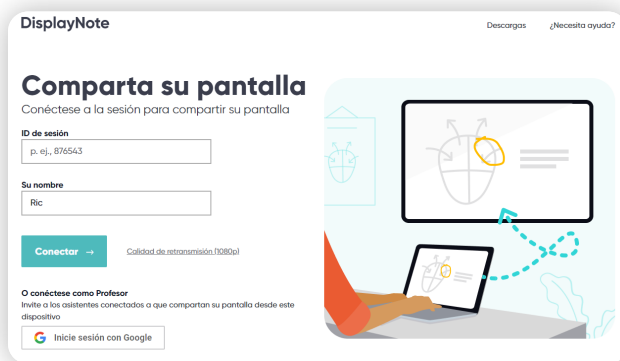 DisplayNote
Descargas ¿Necesita ayuda?
Comparta su pantalla
Conéctese a la sesión para compartir su pantalla
ID de sesión
p. ej., 876543
Su nombre
Ric
Conectar →
Calidad de retransmisión (1080p)
O conéctese como Profesor
Invite a los asistentes conectados a que compartan su pantalla desde este
dispositivo
Inicie sesión con Google